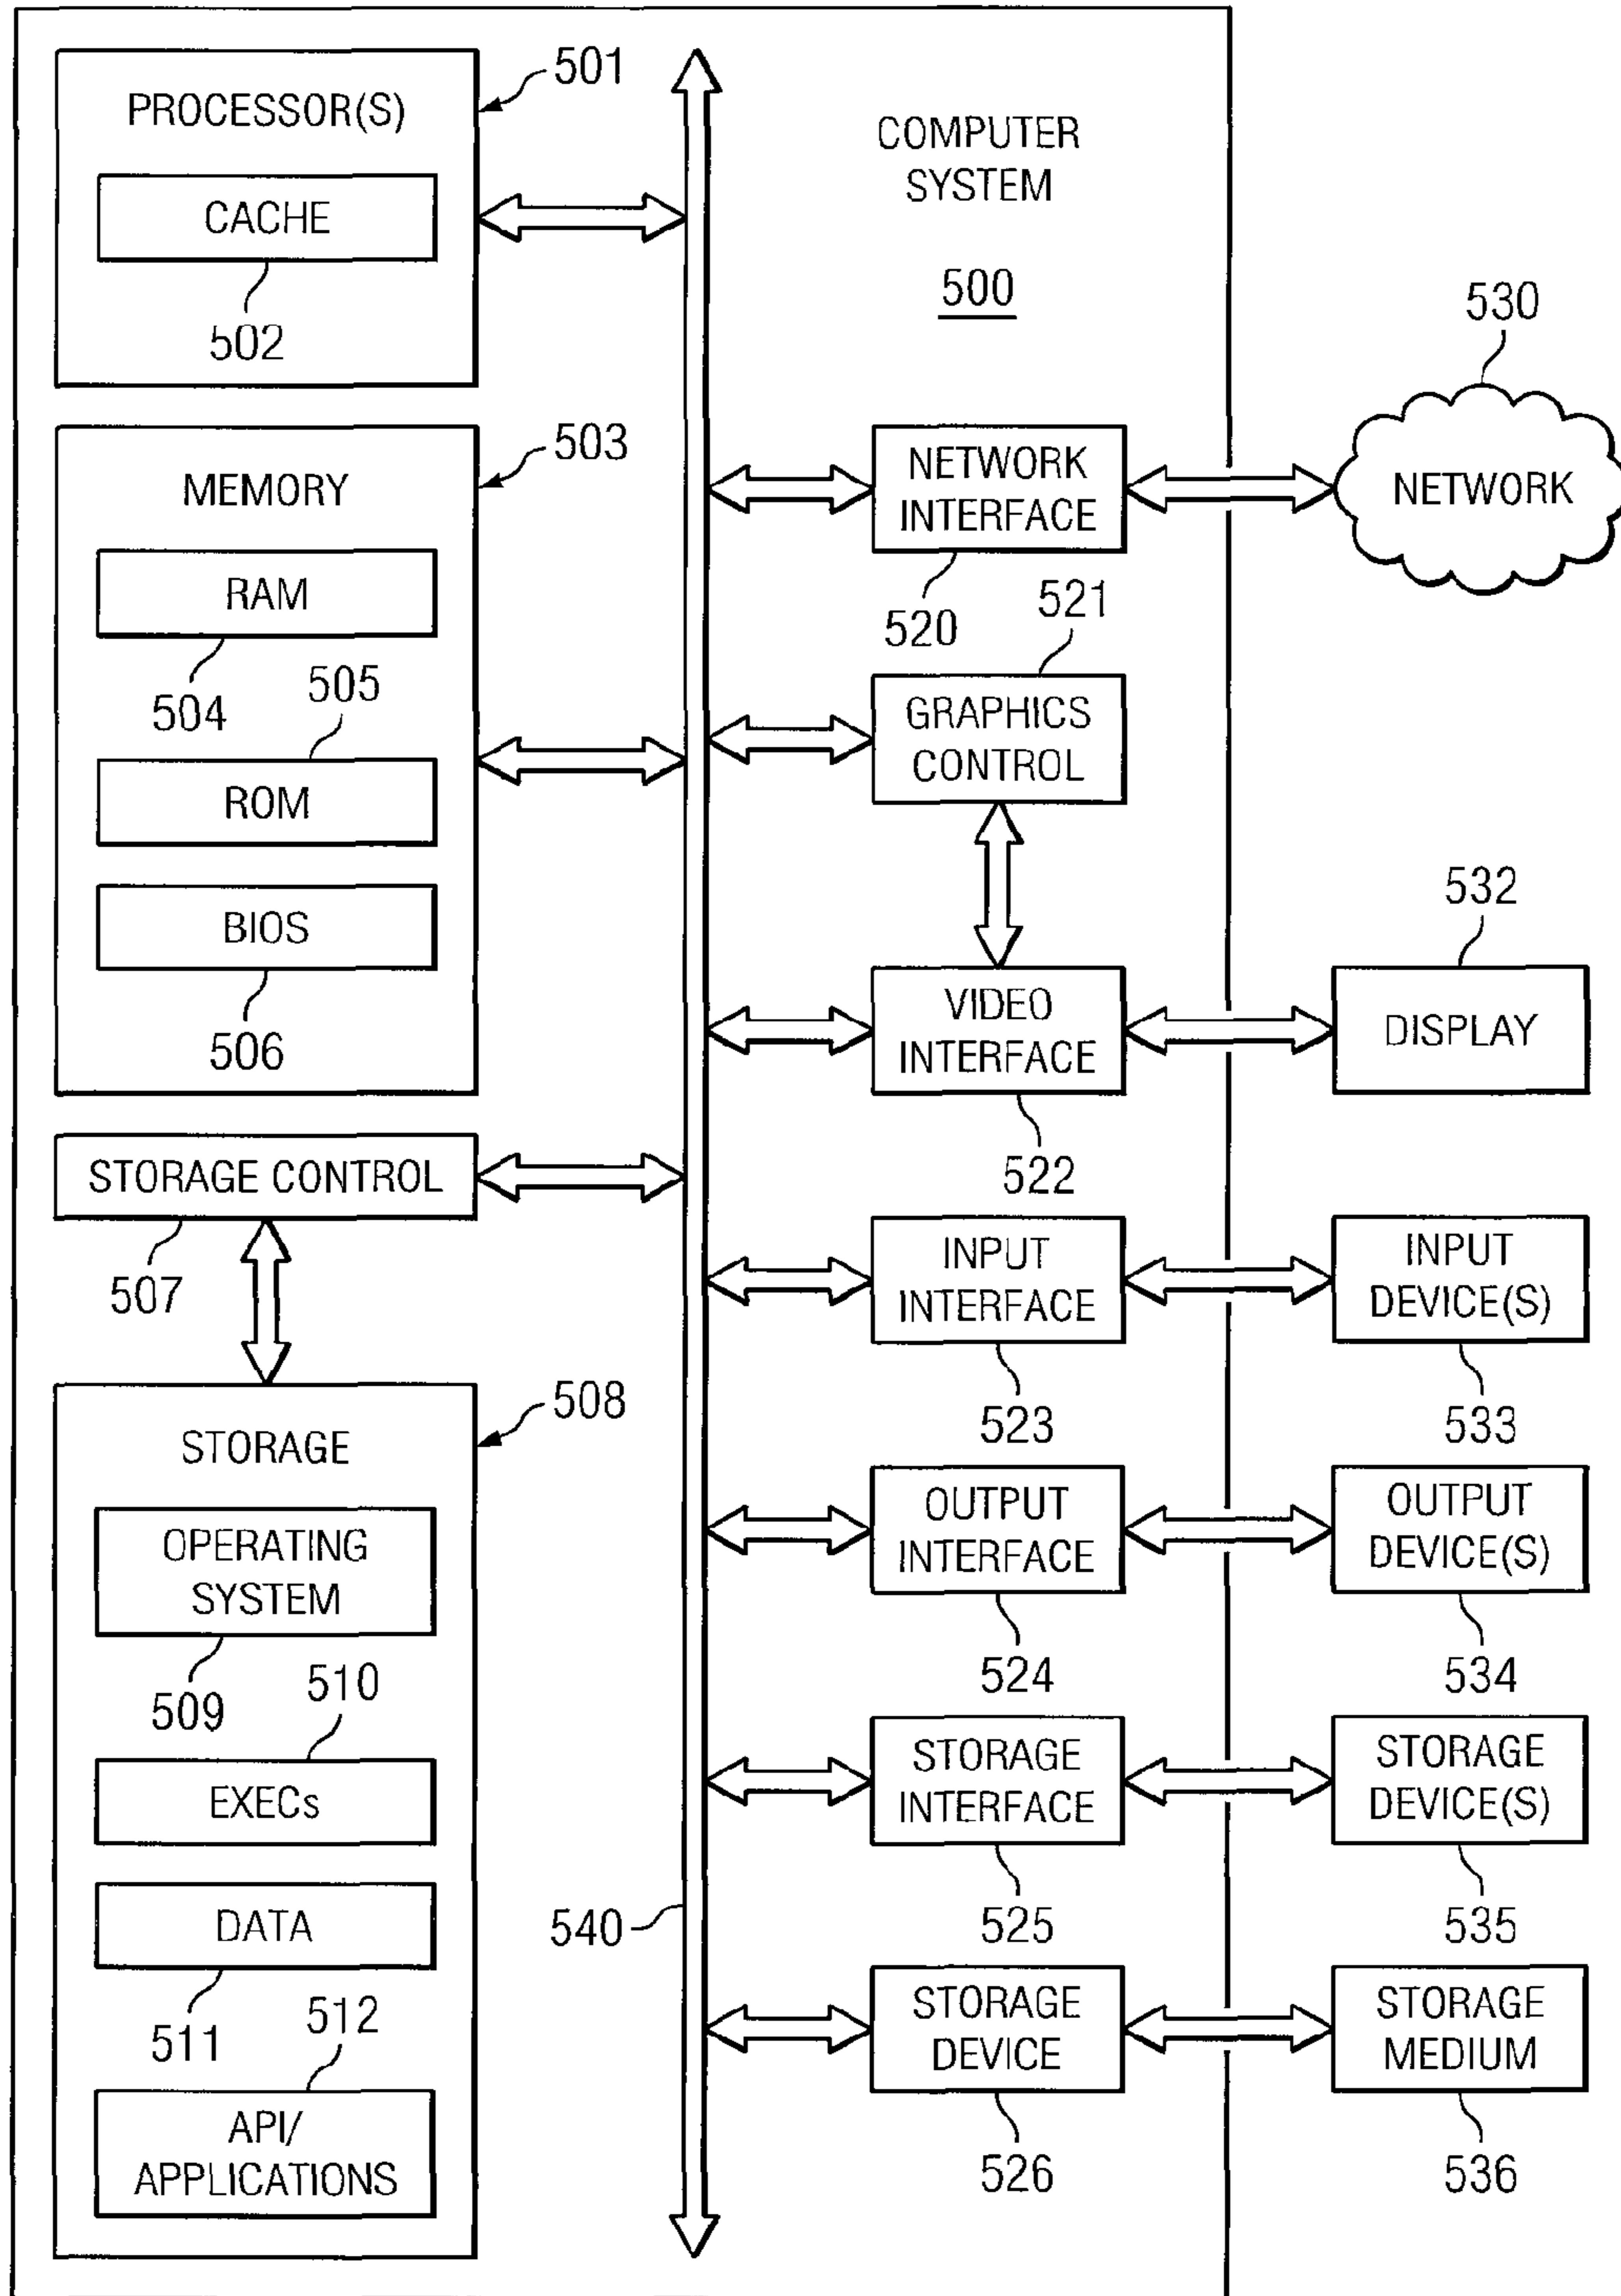 PROCESSOR(S)
501
CACHE
502
COMPUTER
SYSTEM
500
MEMORY
503
RAM
504
505
ROM
BIOS
506
STORAGE CONTROL
507
STORAGE
508
OPERATING
SYSTEM
509
510
EXECs
DATA
511
512
API/
APPLICATIONS
540
NETWORK
INTERFACE
520
530
NETWORK
521
GRAPHICS
CONTROL
VIDEO
INTERFACE
522
532
DISPLAY
INPUT
INTERFACE
523
INPUT
DEVICE(S)
533
OUTPUT
INTERFACE
524
OUTPUT
DEVICE(S)
534
STORAGE
INTERFACE
525
STORAGE
DEVICE(S)
535
STORAGE
DEVICE
526
STORAGE
MEDIUM
536